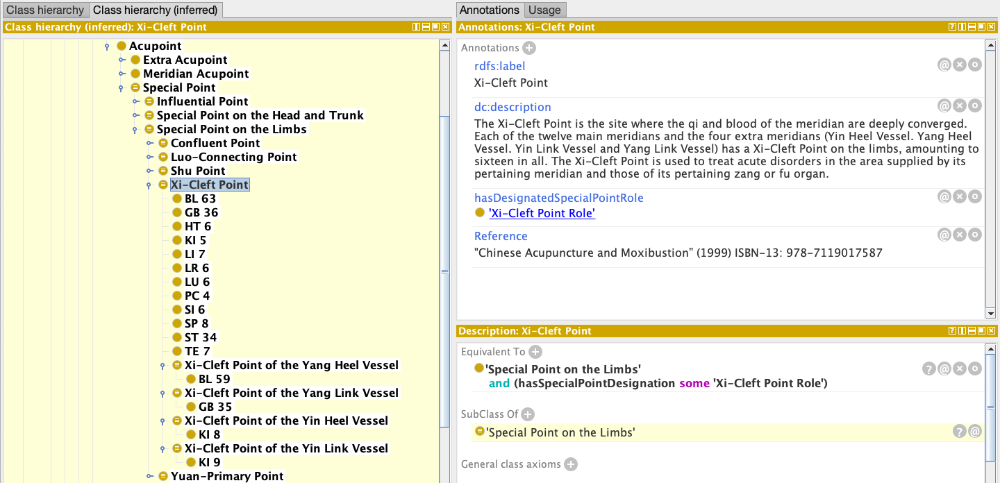 Class hierarchy
Class hierarchy (inferred)
Class hierarchy (inferred): Xi-Cleft Point
Acupoint
Extra Acupoint
Meridian Acupoint
Special Point
Influential Point
Special Point on the Head and Trunk
Special Point on the Limbs
Confluent Point
Luo-Connecting Point
Shu Point
Xi-Cleft Point
BL 63
GB 36
HT 6
KI 5
LI 7
LR 6
LU 6
PC 4
SI 6
SP 8
ST 34
TE 7
Xi-Cleft Point of the Yang Heel Vessel
BL 59
Xi-Cleft Point of the Yang Link Vessel
GB 35
Xi-Cleft Point of the Yin Heel Vessel
KI 8
Xi-Cleft Point of the Yin Link Vessel
KI 9
Yuan-Primary Point
Annotations
Usage
Annotations: Xi-Cleft Point
Annotations
rdfs:label
Xi-Cleft Point
dc:description
The Xi-Cleft Point is the site where the qi and blood of the meridian are deeply converged.
Each of the twelve main meridians and the four extra meridians (Yin Heel Vessel. Yang Heel
Vessel. Yin Link Vessel and Yang Link Vessel) has a Xi-Cleft Point on the limbs, amounting to
sixteen in all. The Xi-Cleft Point is used to treat acute disorders in the area supplied by its
pertaining meridian and those of its pertaining zang or fu organ.
hasDesignatedSpecialPointRole
'Xi-Cleft Point Role'
Reference
"Chinese Acupuncture and Moxibustion” (1999) ISBN-13: 978-7119017587
Description: Xi-Cleft Point
Equivalent To
'Special Point on the Limbs'
and (hasSpecialPointDesignation some 'Xi-Cleft Point Role')
SubClass Of
'Special Point on the Limbs'
General class axioms